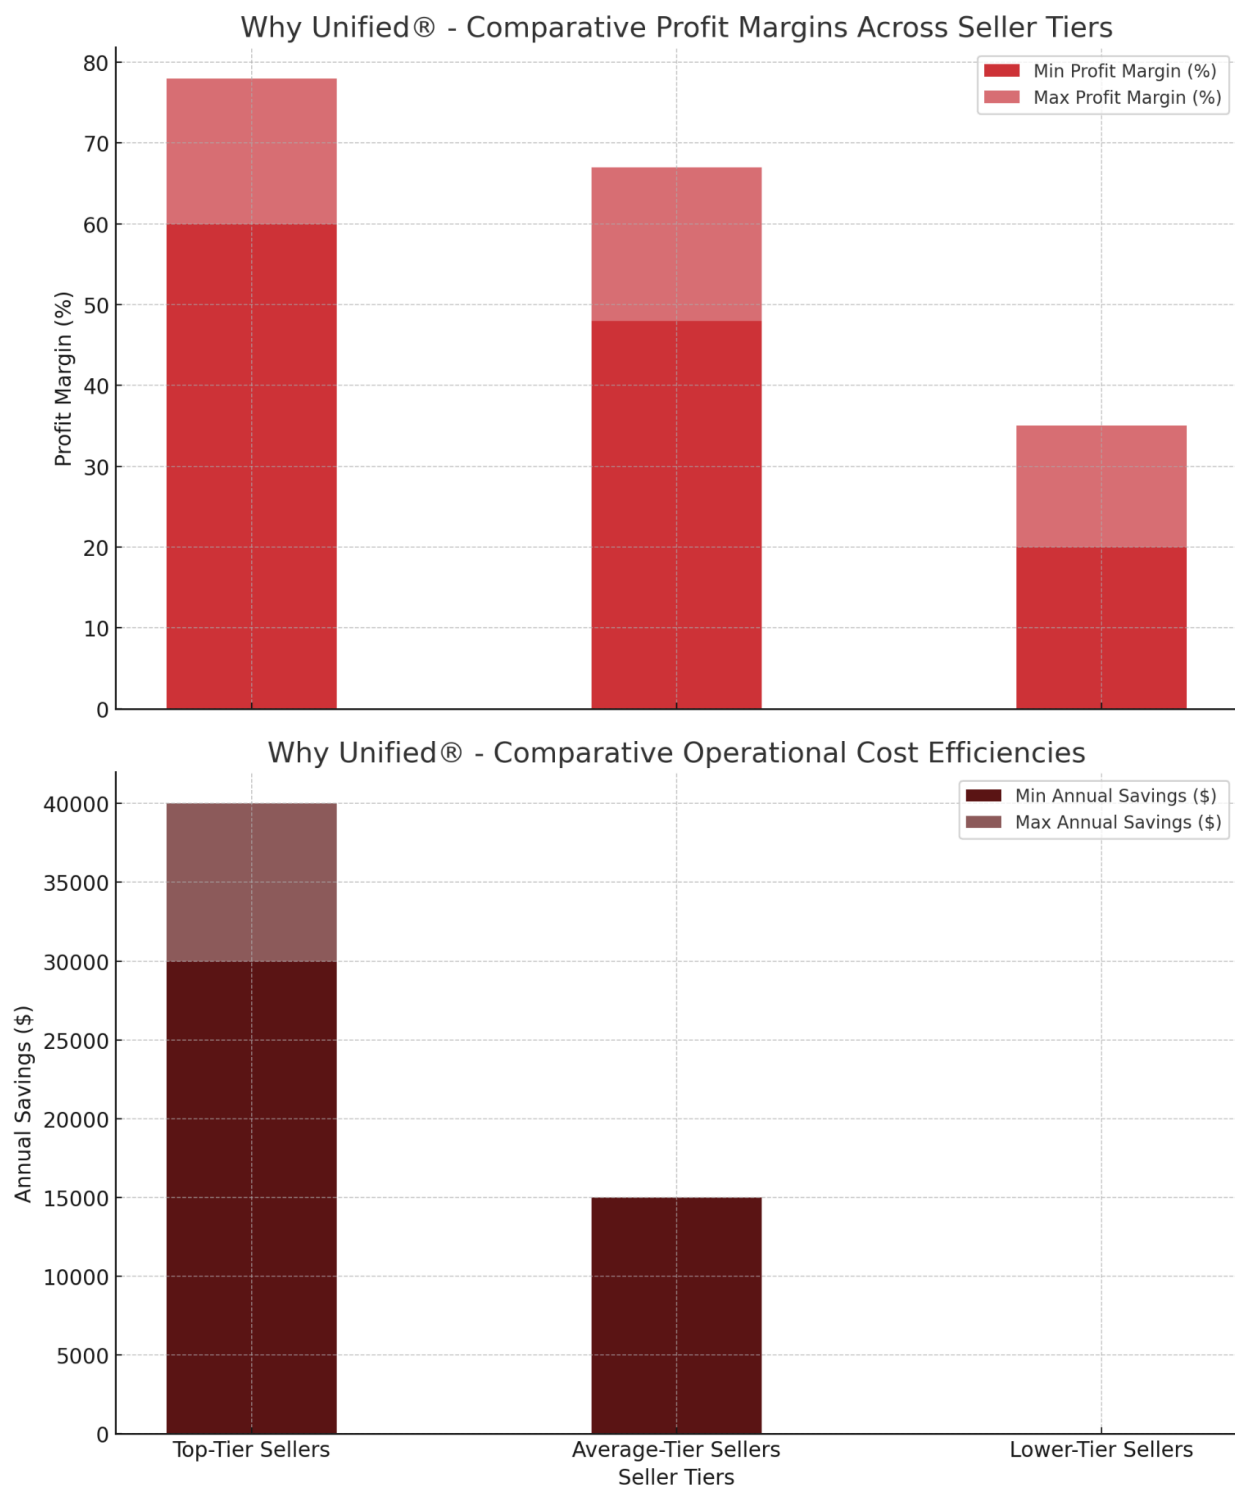 Why Unified® - Comparative Profit Margins Across Seller Tiers
Min Profit Margin (%)
Max Profit Margin (%)
Profit Margin (%)
80
70
60
50
40
30
20
10
0
Why Unified® - Comparative Operational Cost Efficiencies
Min Annual Savings ($)
Max Annual Savings ($)
Annual Savings ($)
40000
35000
30000
25000
20000
15000
10000
5000
0
Top-Tier Sellers
Average-Tier Sellers
Lower-Tier Sellers
Seller Tiers